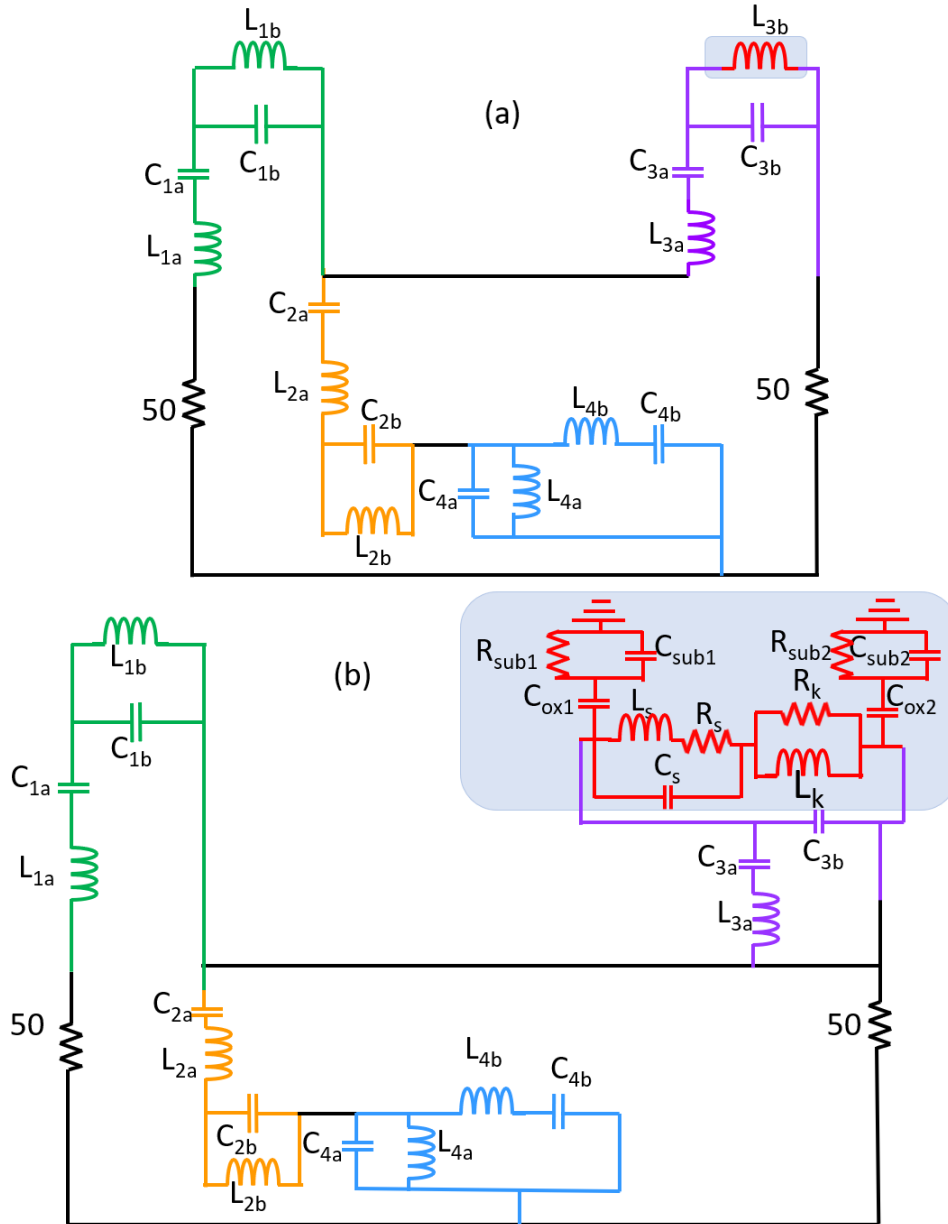 L1b
L3b
(a)
C1b
C3b
C1a
C3a
L1a
L3a
C2a
L2a
50
50
C2b
L4b
C4b
C4a
L4a
L2b
L1b
(b)
Rsub1
Csub1
Rsub2
Csub2
Cox1
Ls
Rs
Rk
Cox2
C1b
Cs
Lk
C1a
C3b
C3a
L1a
L3a
C2a
50
50
L2a
L4b
C4b
C2b
C4a
L4a
L2b